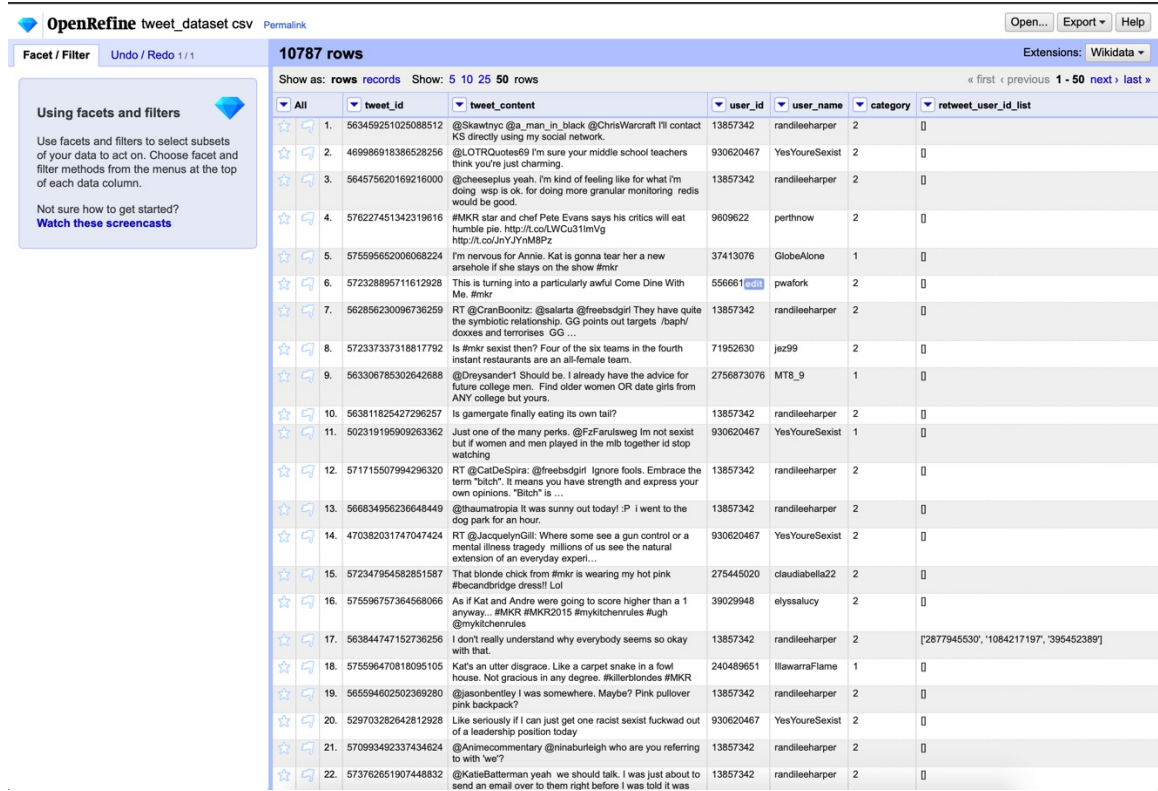 OpenRefine tweet_dataset csv Permalink
Open... Export Help
Facet / Filter Undo / Redo 1 / 1
10787 rows
Extensions: Wikidata
Show as: rows records Show: 5 10 25 50 rows
« first ‹ previous 1 - 50 next › last »
Using facets and filters
Use facets and filters to select subsets
of your data to act on. Choose facet and
filter methods from the menus at the top
of each data column.
Not sure how to get started?
Watch these screencasts
All tweet_id tweet_content user_id user_name category retweet_user_id_list
1. 563459251025088512 @Skawtnyc @a_man_in_black @ChrisWarcraft I'll contact 13857342 randileeharper 2 []
KS directly using my social network.
2. 469986918386528256 @LOTRQuotes69 I'm sure your middle school teachers 930620467 YesYoureSexist 2 []
think you're just charming.
3. 564575620169216000 @cheeseplus yeah. i'm kind of feeling like for what i'm 13857342 randileeharper 2 []
doing wsp is ok. for doing more granular monitoring redis
would be good.
4. 576227451342319616 #MKR star and chef Pete Evans says his critics will eat 9609622 perthnow 2 []
humble pie. http://t.co/LWCu31ImVg
http://t.co/JnYJYnM8Pz
5. 575595652006068224 I'm nervous for Annie. Kat is gonna tear her a new 37413076 GlobeAlone 1 []
arsehole if she stays on the show #mkr
6. 572328895711612928 This is turning into a particularly awful Come Dine With 556661 edit pwafork 2 []
Me. #mkr
7. 562856230096736259 RT @CranBoonitz: @salarta @freebsdgirl They have quite 13857342 randileeharper 2 []
the symbiotic relationship. GG points out targets /baph/
doxxes and terrorises GG ...
8. 572337337318817792 Is #mkr sexist then? Four of the six teams in the fourth 71952630 jez99 2 []
instant restaurants are an all-female team.
9. 563306785302642688 @Dreysander1 Should be. I already have the advice for 2756873076 MT8_9 1 []
future college men. Find older women OR date girls from
ANY college but yours.
10. 563811825427296257 Is gamergate finally eating its own tail? 13857342 randileeharper 2 []
11. 502319195909263362 Just one of the many perks. @FzFarulsweg Im not sexist 930620467 YesYoureSexist 1 []
but if women and men played in the mlb together id stop
watching
12. 571715507994296320 RT @CatDeSpira: @freebsdgirl Ignore fools. Embrace the 13857342 randileeharper 2 []
term "bitch". It means you have strength and express your
own opinions. "Bitch" is ...
13. 566834956236648449 @thaumatropia It was sunny out today! :P i went to the 13857342 randileeharper 2 []
dog park for an hour.
14. 470382031747047424 RT @JacquelynGill: Where some see a gun control or a 930620467 YesYoureSexist 2 []
mental illness tragedy millions of us see the natural
extension of an everyday experi...
15. 572347954582851587 That blonde chick from #mkr is wearing my hot pink 275445020 claudiabella22 2 []
#becandbridge dress!! Lol
16. 575596757364568066 As if Kat and Andre were going to score higher than a 1 39029948 elyssalucy 2 []
anyway... #MKR #MKR2015 #mykitchenrules #ugh
@mykitchenrules
17. 563844747152736256 I don't really understand why everybody seems so okay 13857342 randileeharper 2 ['2877945530', '1084217197', '395452389']
with that.
18. 575596470818095105 Kat's an utter disgrace. Like a carpet snake in a fowl 240489651 IllawarraFlame 1 []
house. Not gracious in any degree. #killerblondes #MKR
19. 565594602502369280 @jasonbentley I was somewhere. Maybe? Pink pullover 13857342 randileeharper 2 []
pink backpack?
20. 529703282642812928 Like seriously if I can just get one racist sexist fuckwad out 930620467 YesYoureSexist 2 []
of a leadership position today
21. 570993492337434624 @Animecommentary @ninaburleigh who are you referring 13857342 randileeharper 2 []
to with 'we'?
22. 573762651907448832 @KatieBatterman yeah we should talk. I was just about to 13857342 randileeharper 2 []
send an email over to them right before I was told it was